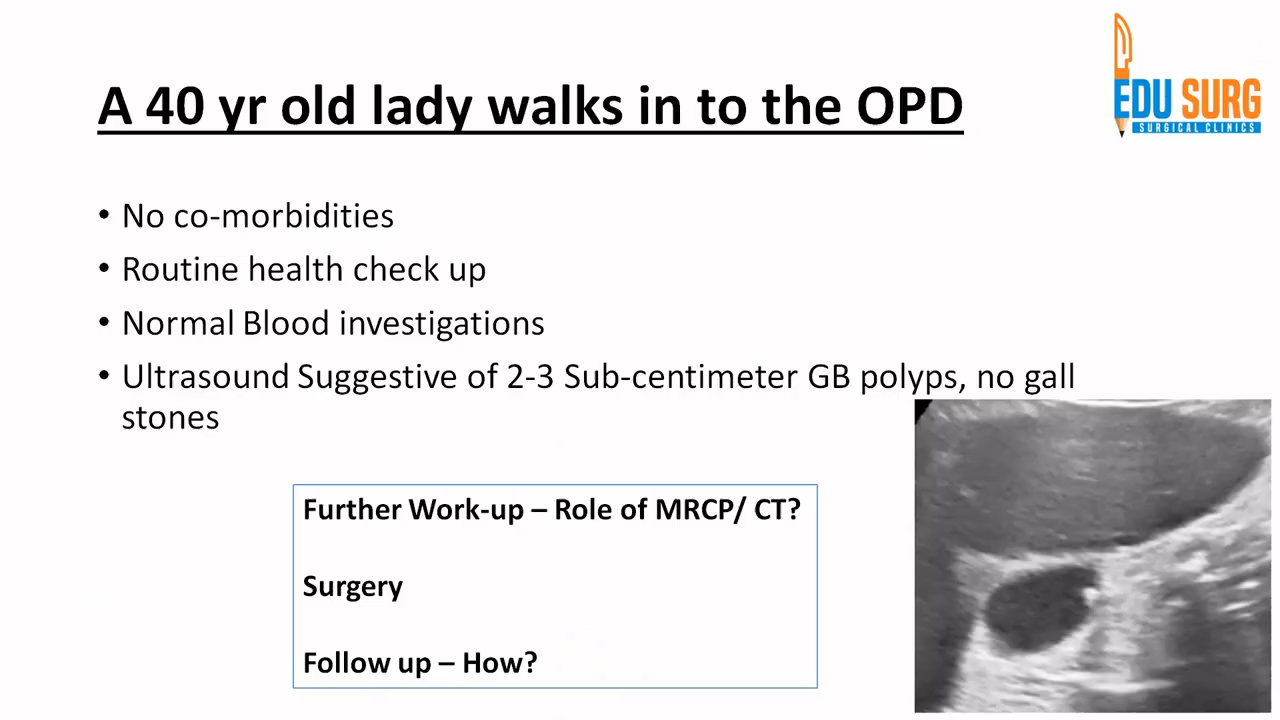 A 40 yr old lady walks in to the OPD
EDU SURG
SURGICAL CLINICS
• No co-morbidities
• Routine health check up
• Normal Blood investigations
• Ultrasound Suggestive of 2-3 Sub-centimeter GB polyps, no gall
stones
Further Work-up – Role of MRCP/ CT?
Surgery
Follow up – How?